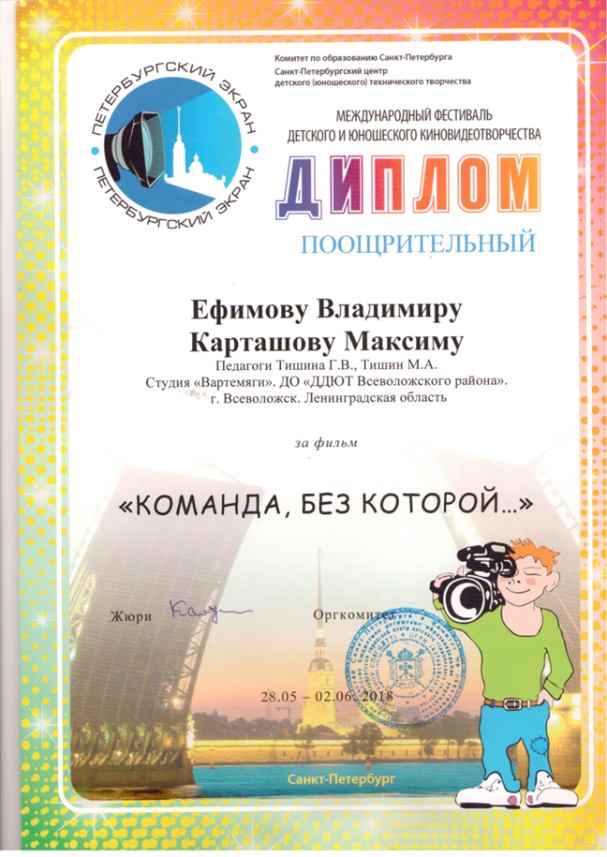 Комитет по образованию Санкт-Петербурга
Санкт-Петербургский центр
детского (юношеского) технического творчества
ПЕТЕРБУРГСКИЙ ЭКРАН
ПЕТЕРБУРГСКИЙ ЭКРАН
МЕЖДУНАРОДНЫЙ ФЕСТИВАЛЬ
ДЕТСКОГО И ЮНОШЕСКОГО КИНОВИДЕОТВОРЧЕСТВА
ДИПЛОМ
ПООЩРИТЕЛЬНЫЙ
Ефимову Владимиру
Карташову Максиму
Педагоги Тишина Г.В., Тишин М.А.
Студия «Вартемяги». ДО «ДДЮТ Всеволожского района».
г. Всеволожск. Ленинградская область
за фильм
«КОМАНДА, БЕЗ КОТОРОЙ…»
Жюри
Оргкомитет
28.05 – 02.06. 2018
Санкт-Петербург